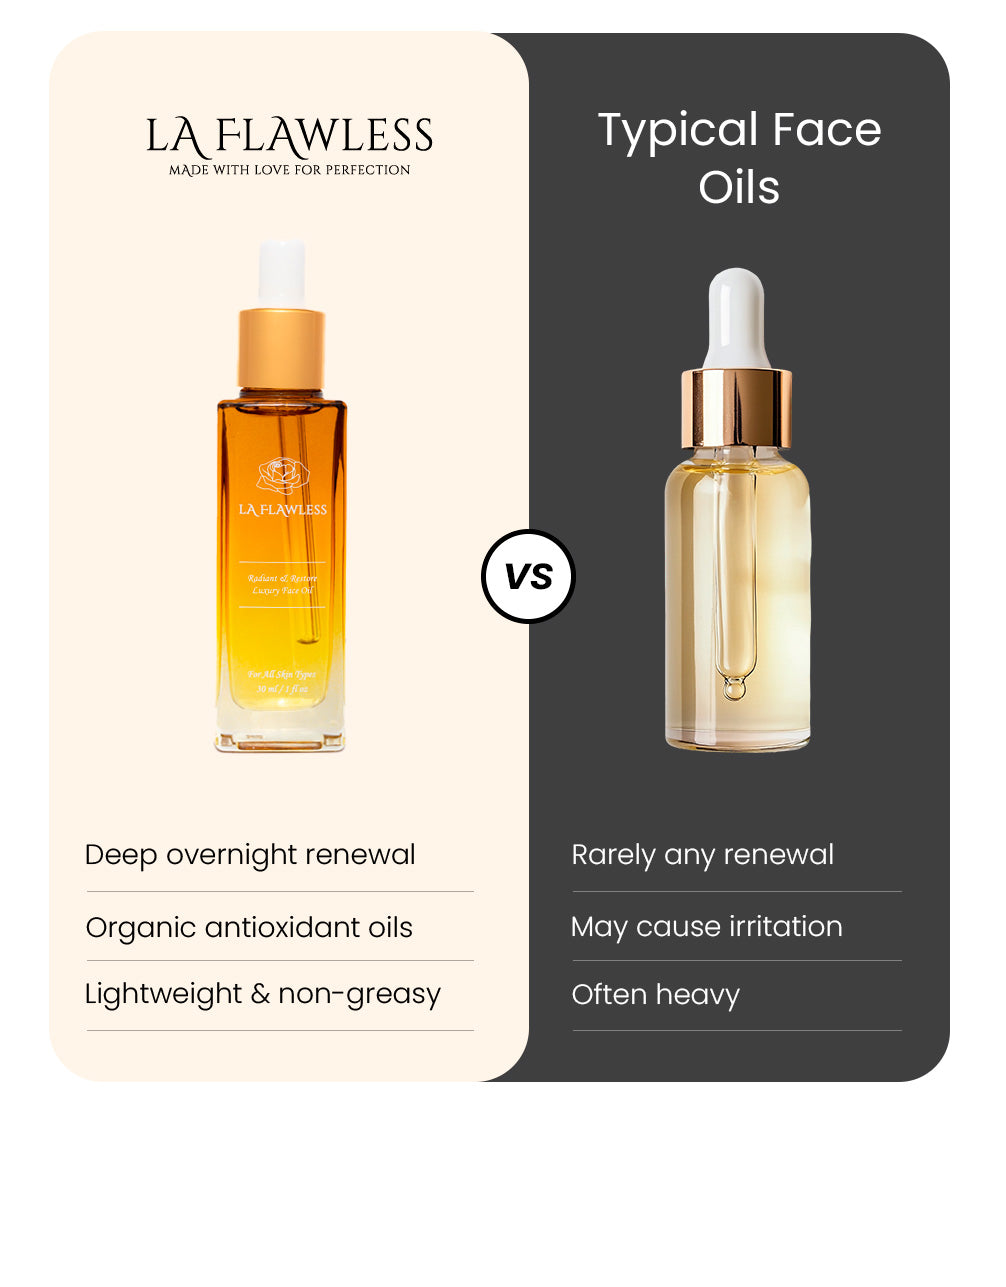 LA FLAWLESS
MADE WITH LOVE FOR PERFECTION
LA FLAWLESS
Radiant & Restore
Luxury Face Oil
For All Skin Types
30 ml / 1 fl oz
Deep overnight renewal
Organic antioxidant oils
Lightweight & non-greasy
VS
Typical Face
Oils
Rarely any renewal
May cause irritation
Often heavy